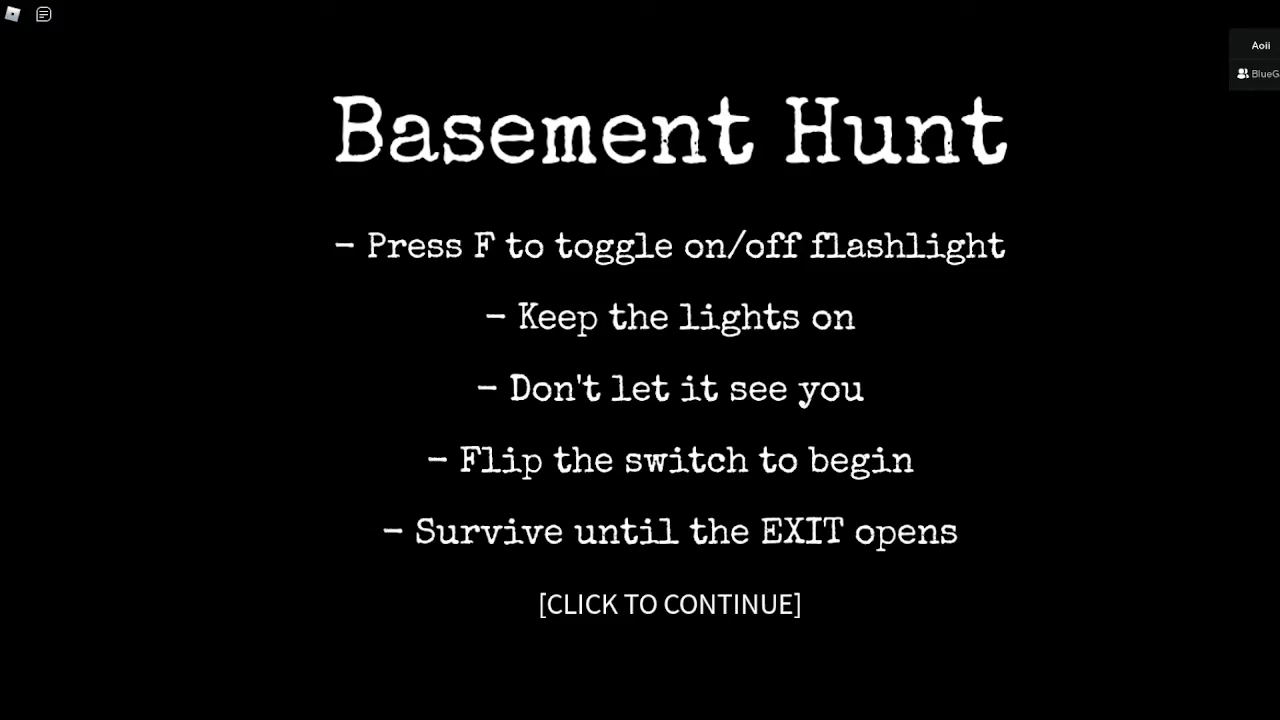 Aoii
BlueG
Basement Hunt
- Press F to toggle on/off flashlight
- Keep the lights on
- Don't let it see you
- Flip the switch to begin
- Survive until the EXIT opens
[CLICK TO CONTINUE]